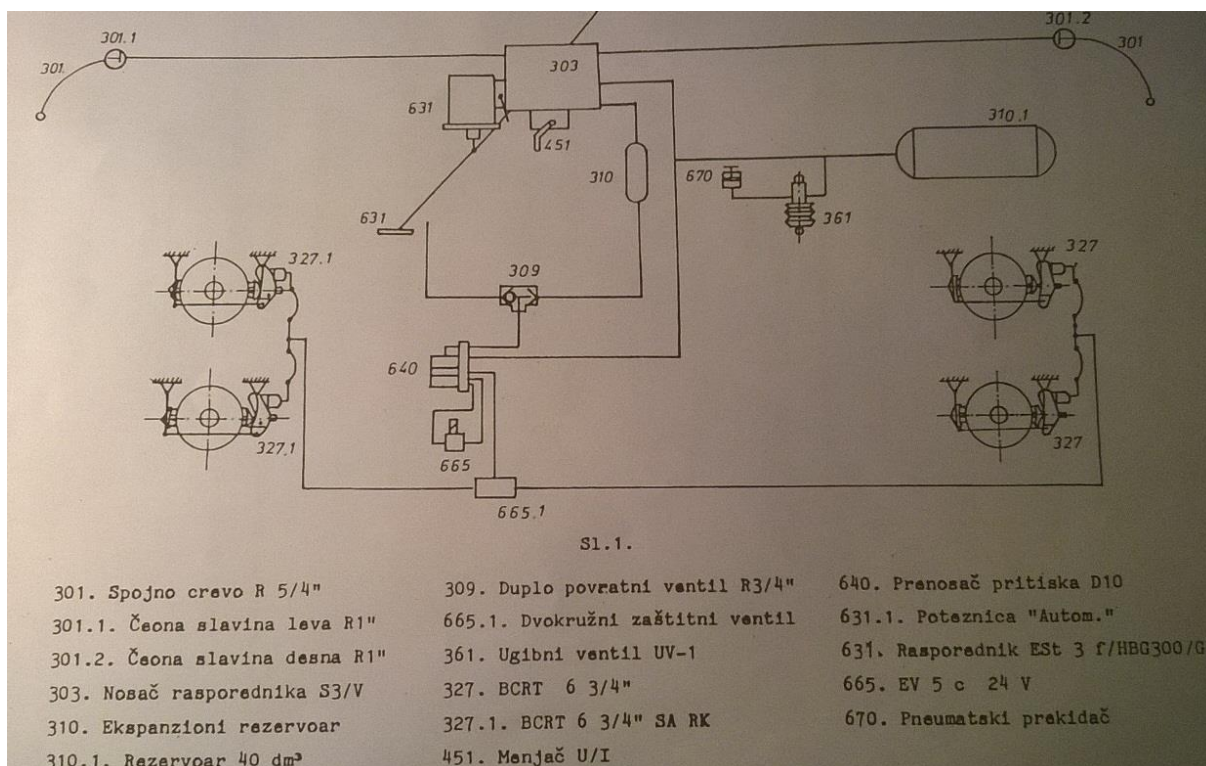 301.1
301.2
301.
301
303
631
451
310
670
361
310.1
631
327.1
309
327
640
327.1
665
327
665.1
Sl.1.
301. Spojno crevo R 5/4"
301.1. Čeona slavina leva R1"
301.2. Čeona slavina desna R1"
303. Nosač rasporednika S3/V
310. Ekspanzioni rezervoar
310.1. Rezervoar 40 dm³
309. Duplo povratni ventil R3/4"
665.1. Dvokružni zaštitni ventil
361. Ugibni ventil UV-1
327. BCRT 6 3/4"
327.1. BCRT 6 3/4" SA RK
451. Menjač U/I
640. Prenosač pritiska D10
631.1. Poteznica "Autom."
631. Rasporednik ESt 3 f/HBG300/G
665. EV 5 c 24 V
670. Pneumatski prekidač